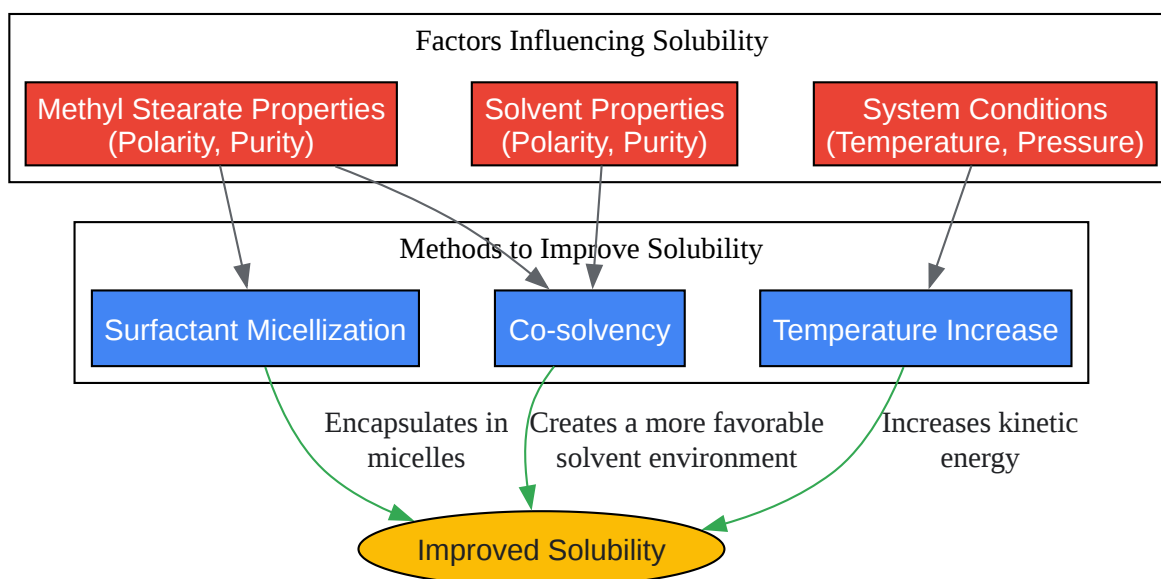 Factors Influencing Solubility
Methyl Stearate Properties
(Polarity, Purity)
Solvent Properties
(Polarity, Purity)
System Conditions
(Temperature, Pressure)
Methods to Improve Solubility
Surfactant Micellization
Co-solvency
Temperature Increase
Encapsulates in
micelles
Creates a more favorable
solvent environment
Increases kinetic
energy
Improved Solubility